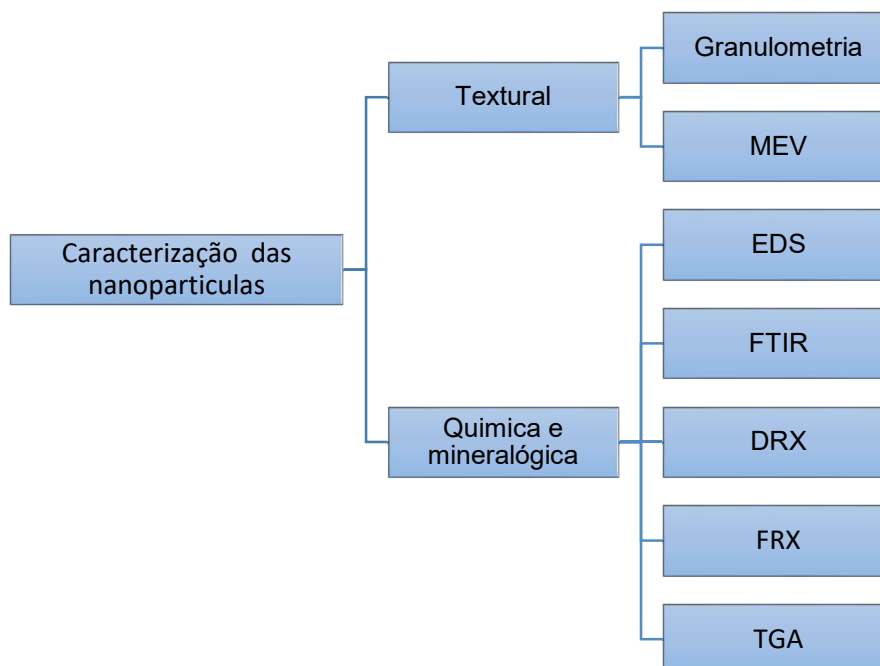 Caracterização das
nanoparticulas
Textural
Granulometria
MEV
Quimica e
mineralógica
EDS
FTIR
DRX
FRX
TGA